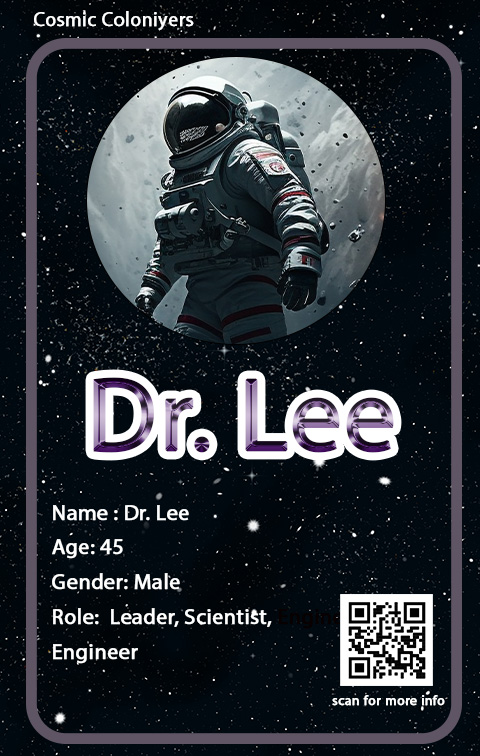 Cosmic Coloniyers
Dr. Lee
Name : Dr. Lee
Age: 45
Gender: Male
Role:  Leader, Scientist,
Engineer
scan for more info